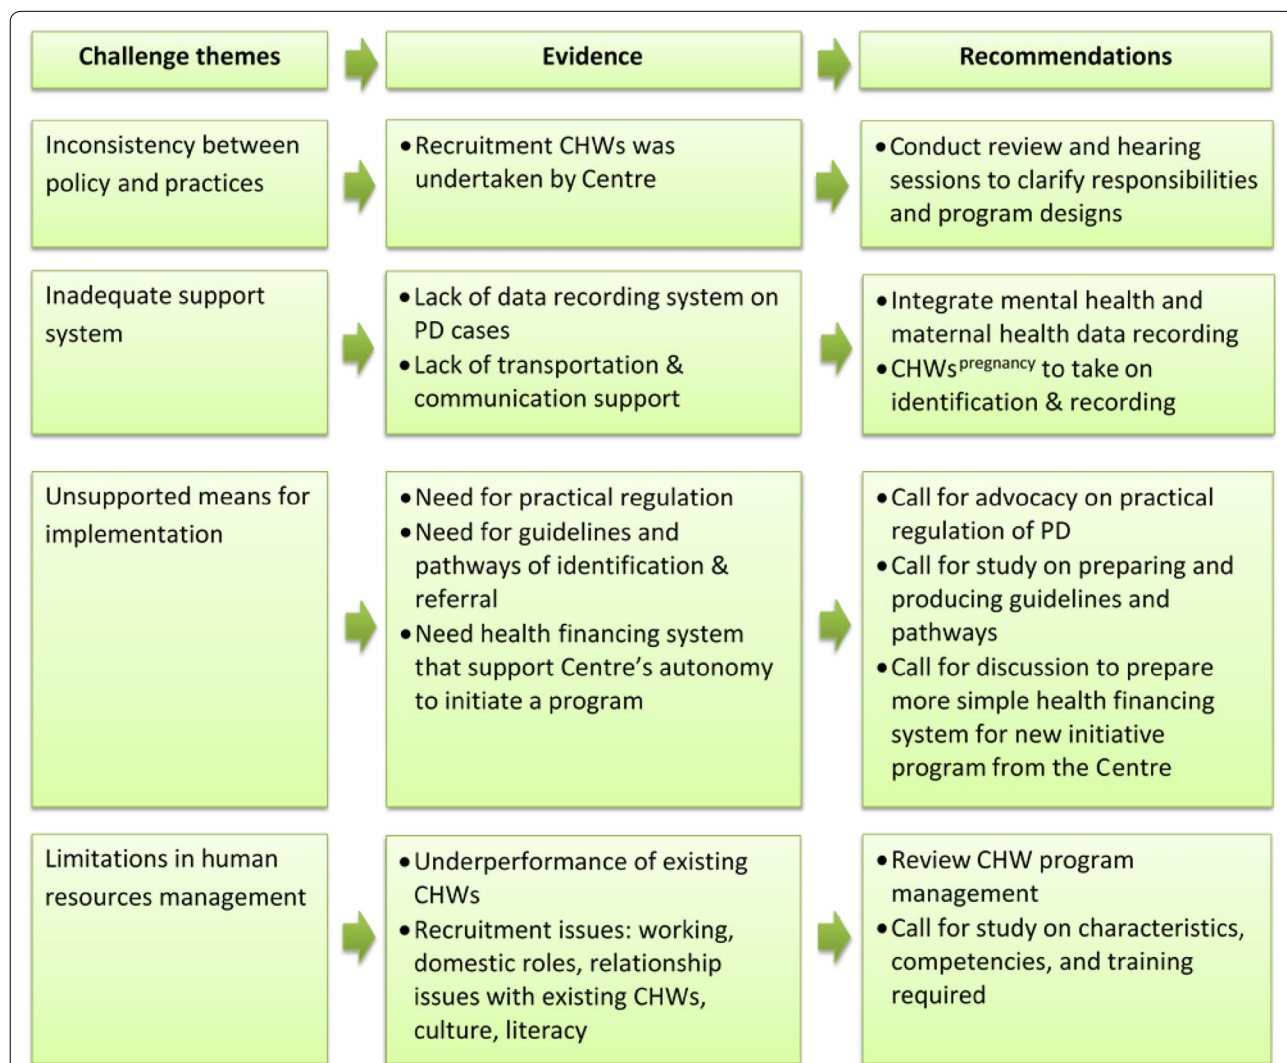 Challenge themes
Evidence
Recommendations
Inconsistency between
policy and practices
• Recruitment CHWs was
undertaken by Centre
• Conduct review and hearing
sessions to clarify responsibilities
and program designs
Inadequate support
system
• Lack of data recording system on
PD cases
• Lack of transportation &
communication support
• Integrate mental health and
maternal health data recording
• CHWs^pregnancy to take on
identification & recording
Unsupported means for
implementation
• Need for practical regulation
• Need for guidelines and
pathways of identification &
referral
• Need health financing system
that support Centre’s autonomy
to initiate a program
• Call for advocacy on practical
regulation of PD
• Call for study on preparing and
producing guidelines and
pathways
• Call for discussion to prepare
more simple health financing
system for new initiative
program from the Centre
Limitations in human
resources management
• Underperformance of existing
CHWs
• Recruitment issues: working,
domestic roles, relationship
issues with existing CHWs,
culture, literacy
• Review CHW program
management
• Call for study on characteristics,
competencies, and training
required